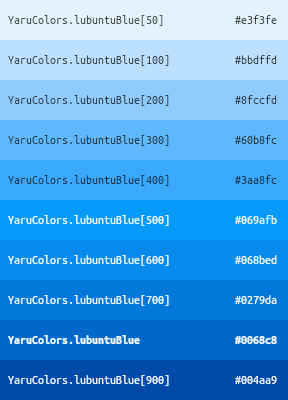 YaruColors.lubuntuBlue[50] #e3f3fe
YaruColors.lubuntuBlue[100] #bbdffd
YaruColors.lubuntuBlue[200] #8fccfd
YaruColors.lubuntuBlue[300] #60b8fc
YaruColors.lubuntuBlue[400] #3aa8fc
YaruColors.lubuntuBlue[500] #069afb
YaruColors.lubuntuBlue[600] #068bed
YaruColors.lubuntuBlue[700] #0279da
YaruColors.lubuntuBlue #0068c8
YaruColors.lubuntuBlue[900] #004aa9